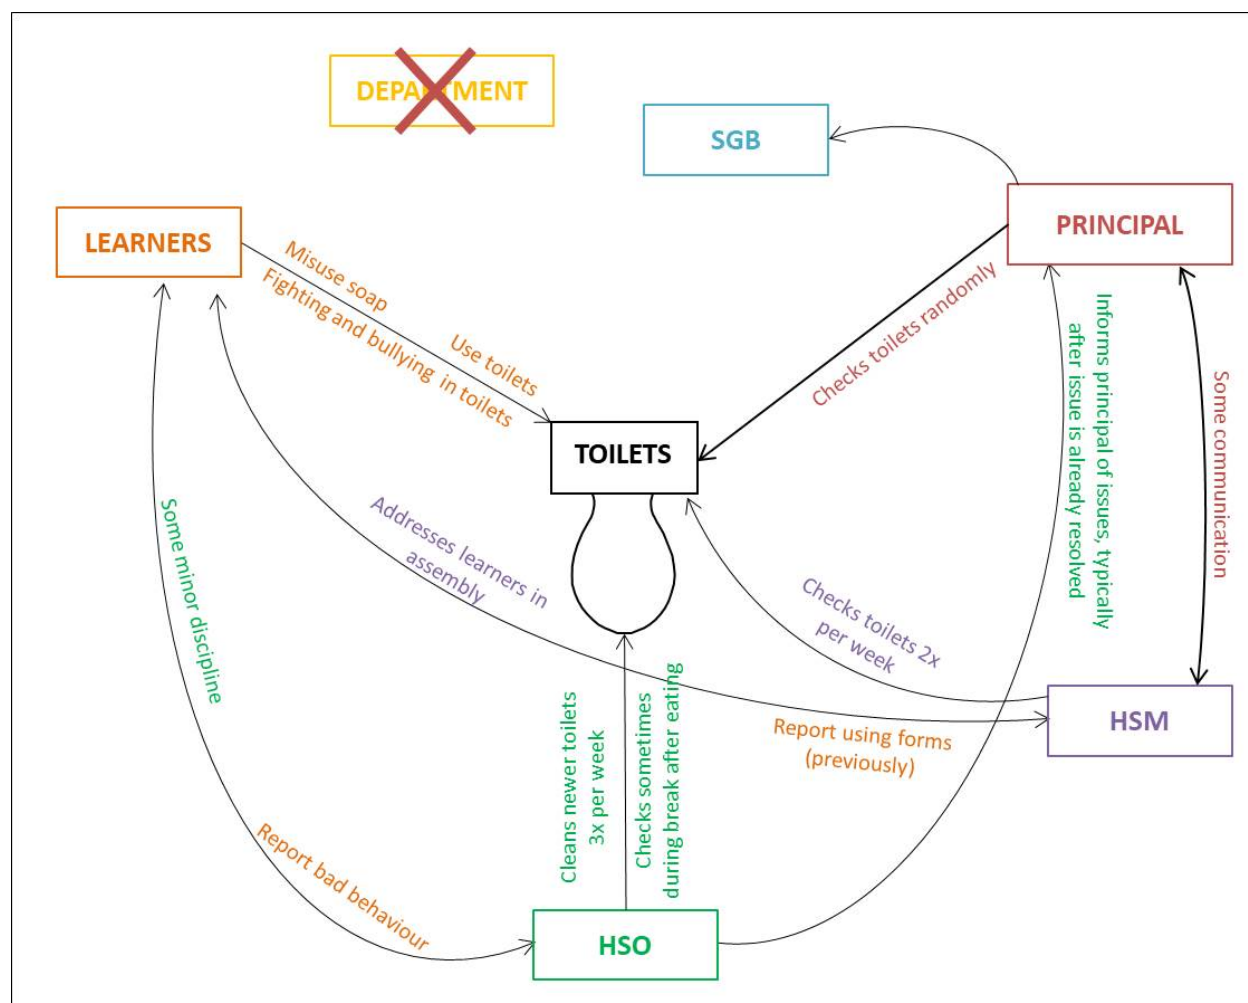 DEPARTMENT
SGB
PRINCIPAL
LEARNERS
Misuse soap
Fighting and bullying in toilets
Use toilets
Checks toilets randomly
Informs principal of issues, typically
after issue is already resolved
Some communication
TOILETS
Some minor discipline
Addresses learners in
assembly
Checks toilets 2x
per week
HSM
Report using forms
(previously)
Cleans newer toilets
3x per week
Checks sometimes
during break after eating
Report bad behaviour
HSO